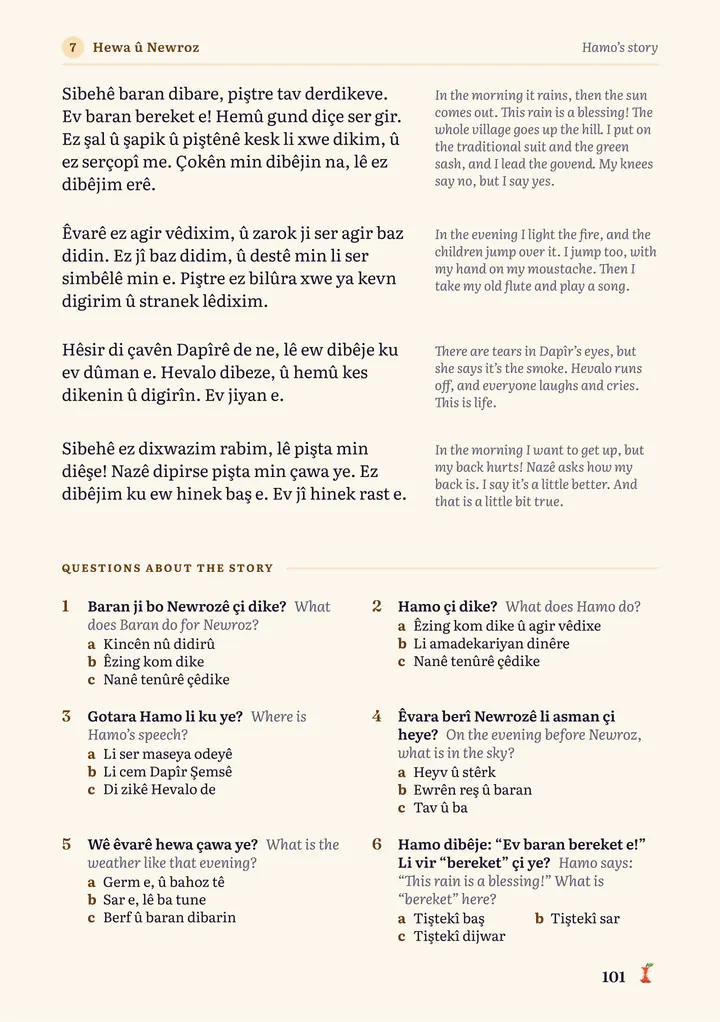 7 Hewa û Newroz
Hamo's story
Sibehê baran dibare, piştre tav derdikeve.
Ev baran bereket e! Hemû gund diçe ser gir.
Ez şal û şapik û piştênê kesk li xwe dikim, û
ez serçopî me. Çokên min dibêjin na, lê ez
dibêjim erê.
In the morning it rains, then the sun
comes out. This rain is a blessing! The
whole village goes up the hill. I put on
the traditional suit and the green
sash, and I lead the govend. My knees
say no, but I say yes.
Êvarê ez agir vêdixim, û zarok ji ser agir baz
didin. Ez jî baz didim, û destê min li ser
simbêlê min e. Piştre ez bilûra xwe ya kevn
digirim û stranek lêdixim.
In the evening I light the fire, and the
children jump over it. I jump too, with
my hand on my moustache. Then I
take my old flute and play a song.
Hêsir di çavên Dapîrê de ne, lê ew dibêje ku
ev dûman e. Hevalo dibeze, û hemû kes
dikenin û digirîn. Ev jiyan e.
There are tears in Dapîr's eyes, but
she says it's the smoke. Hevalo runs
off, and everyone laughs and cries.
This is life.
Sibehê ez dixwazim rabim, lê pişta min
diêşe! Nazê dipirse pişta min çawa ye. Ez
dibêjim ku ew hinek baş e. Ev jî hinek rast e.
In the morning I want to get up, but
my back hurts! Nazê asks how my
back is. I say it's a little better. And
that is a little bit true.
QUESTIONS ABOUT THE STORY
1 Baran ji bo Newrozê çi dike? What
does Baran do for Newroz?
a Kincên nû didirû
b Êzing kom dike
c Nanê tenûrê çêdike
2 Hamo çi dike? What does Hamo do?
a Êzing kom dike û agir vêdixe
b Li amadekariyan dinêre
c Nanê tenûrê çêdike
3 Gotara Hamo li ku ye? Where is
Hamo's speech?
a Li ser maseya odeyê
b Li cem Dapîr Şemsê
c Di zikê Hevalo de
4 Êvara berî Newrozê li asman çi
heye? On the evening before Newroz,
what is in the sky?
a Heyv û stêrk
b Ewrên reş û baran
c Tav û ba
5 Wê êvarê hewa çawa ye? What is the
weather like that evening?
a Germ e, û bahoz tê
b Sar e, lê ba tune
c Berf û baran dibarin
6 Hamo dibêje: “Ev baran bereket e!”
Li vir “bereket” çi ye? Hamo says:
“This rain is a blessing!” What is
“bereket” here?
a Tiştekî baş b Tiştekî sar
c Tiştekî dijwar
101